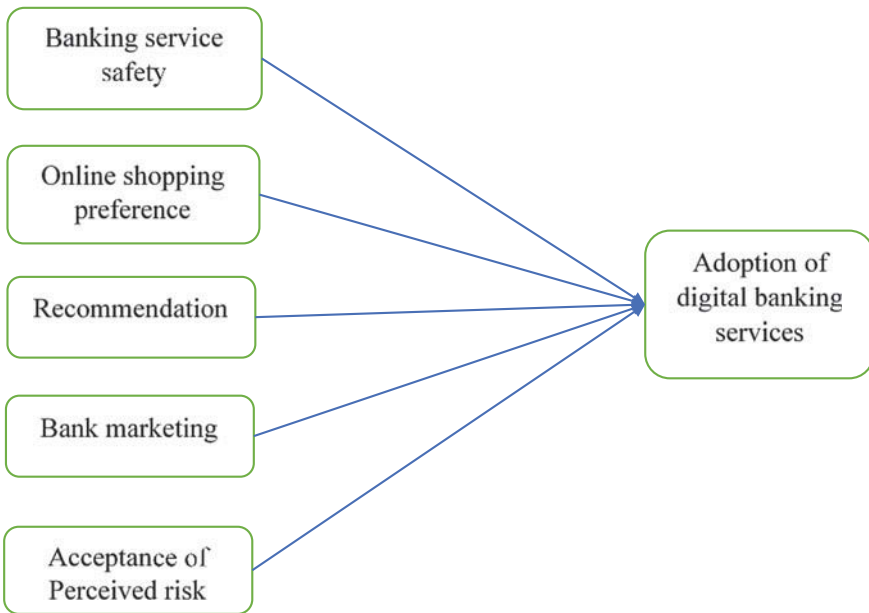 Banking service
safety
Online shopping
preference
Recommendation
Bank marketing
Acceptance of
Perceived risk
Adoption of
digital banking
services